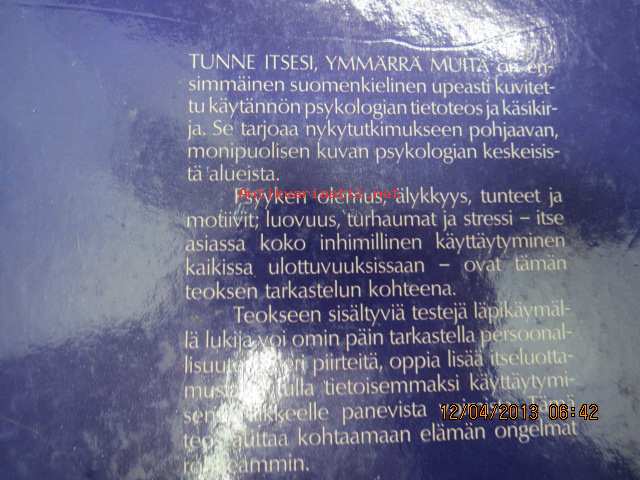 TUNNE ITSESI, YMMÄRRÄ MUITA on en-
simmäinen suomenkielinen upeasti kuvitet-
tu käytännön psykologian tietoteos ja käsikir-
ja. Se tarjoaa nykytutkimukseen pohjaavan,
monipuolisen kuvan psykologian keskeisis-
tä alueista.
Psyyken olemus, älykkyys, tunteet ja
motiivit; luovuus, turhaumat ja stressi – itse
asiassa koko inhimillinen käyttäytyminen
kaikissa ulottuvuuksissaan – ovat tämän
teoksen tarkastelun kohteena.
Teokseen sisältyviä testejä läpikäymäl-
lä lukija voi omin päin tarkastella persoonal-
piirteitä, oppia lisää itseluotta-
tulla tietoisemmaksi käyttäytymi-
liikkeelle panevista
12/04/2013 06:42
auttaa kohtaamaan elämän ongelmat